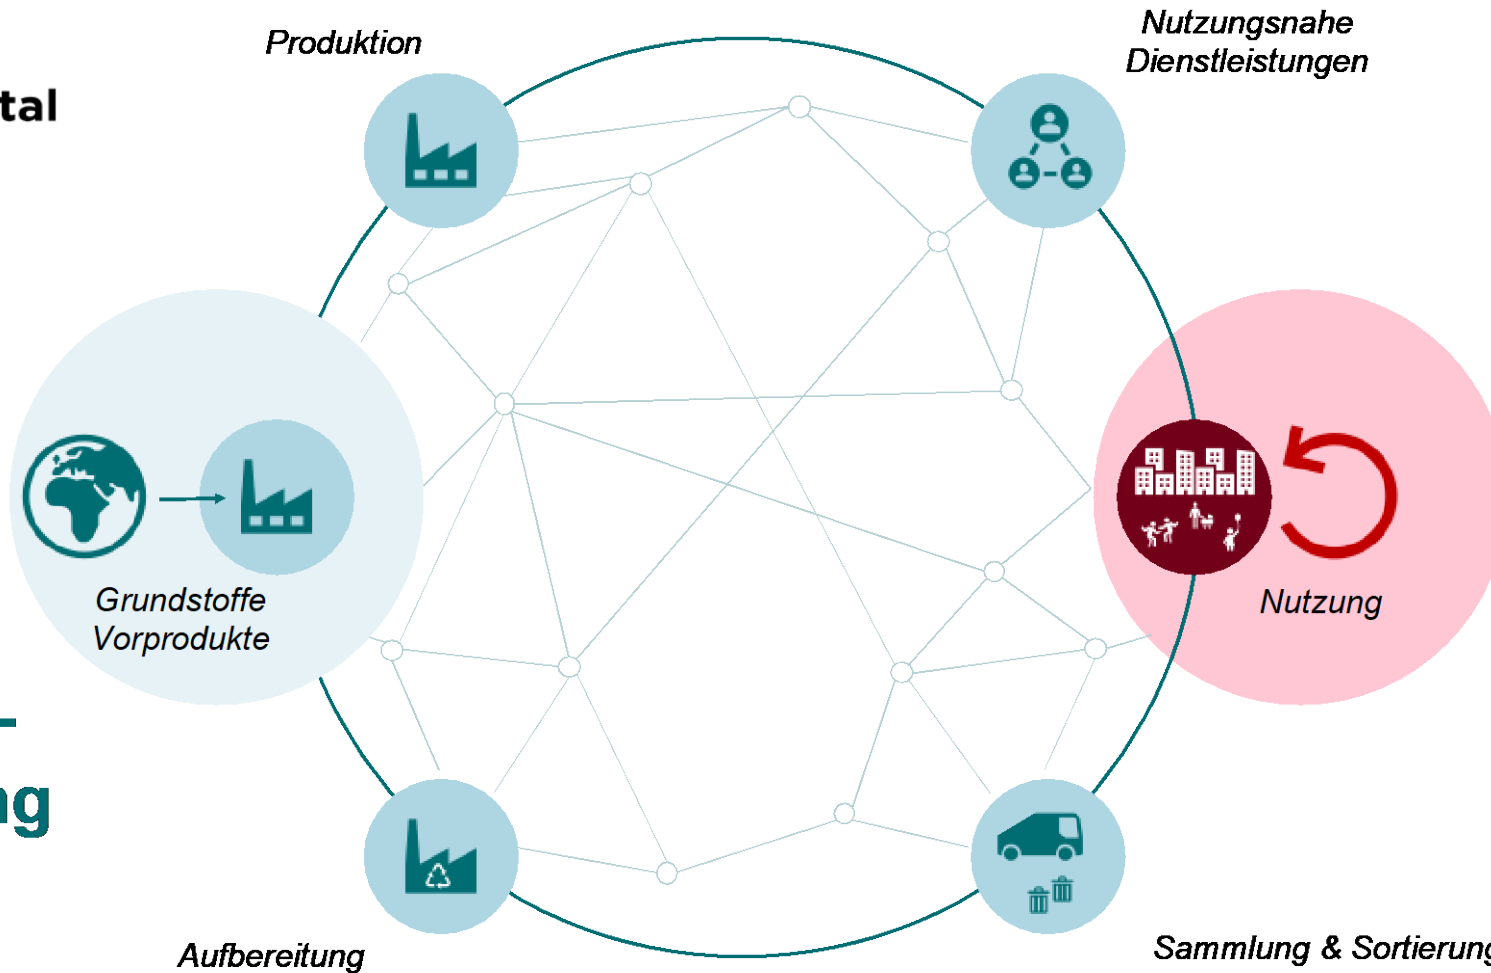 Produktion
Nutzungsnahe
Dienstleistungen
tal
Grundstoffe
Vorprodukte
Nutzung
-
ng
Aufbereitung
Sammlung & Sortierung